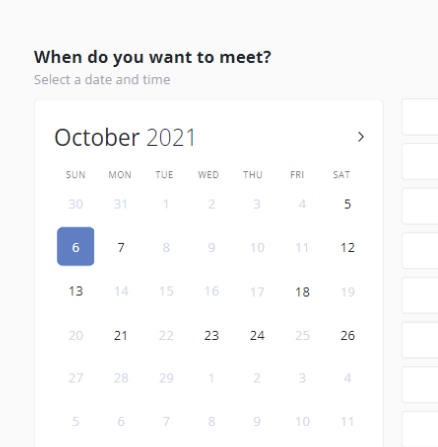 When do you want to meet?
Select a date and time
October 2021
SUN MON TUE WED THU FRI SAT
30 31 1 2 3 4 5
6 7 8 9 10 11 12
13 14 15 16 17 18 19
20 21 22 23 24 25 26
27 28 29 1 2 3 4
5 6 7 8 9 10 11